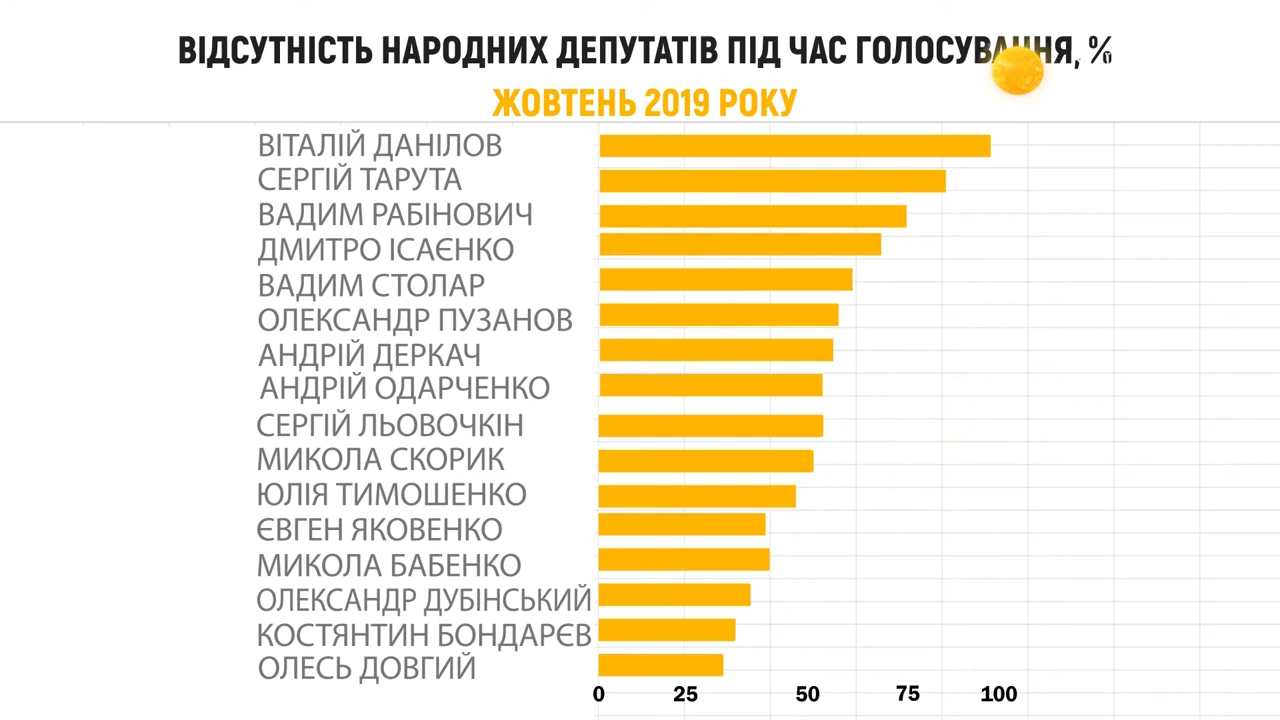 ВІДСУТНІСТЬ НАРОДНИХ ДЕПУТАТІВ ПІД ЧАС ГОЛОСУВАННЯ, %
ЖОВТЕНЬ 2019 РОКУ
ВІТАЛІЙ ДАНІЛОВ
СЕРГІЙ ТАРУТА
ВАДИМ РАБІНОВИЧ
ДМИТРО ІСАЄНКО
ВАДИМ СТОЛАР
ОЛЕКСАНДР ПУЗАНОВ
АНДРІЙ ДЕРКАЧ
АНДРІЙ ОДАРЧЕНКО
СЕРГІЙ ЛЬОВОЧКІН
МИКОЛА СКОРИК
ЮЛІЯ ТИМОШЕНКО
ЄВГЕН ЯКОВЕНКО
МИКОЛА БАБЕНКО
ОЛЕКСАНДР ДУБІНСЬКИЙ
КОСТЯНТИН БОНДАРЄВ
ОЛЕСЬ ДОВГИЙ
0 25 50 75 100